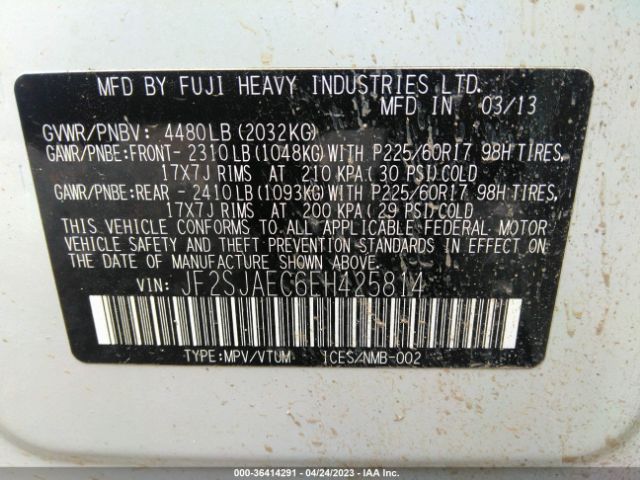 MFD BY FUJI HEAVY INDUSTRIES LTD.
MFD IN 03/13
GVWR/PNBV: 4480LB(2032KG)
GAWR/PNBE:FRONT- 2310LB(1048KG)WITH P225/60R17 98H TIRES,
17X7J RIMS AT 210 KPA(30 PSI)COLD
GAWR/PNBE:REAR - 2410LB(1093KG)WITH P225/60R17 98H TIRES,
17X7J RIMS AT 200 KPA(29 PSI)COLD
THIS VEHICLE CONFORMS TO ALL APPLICABLE FEDERAL MOTOR
VEHICLE SAFETY AND THEFT PREVENTION STANDARDS IN EFFECT ON
THE DATE OF MANUFACTURE SHOWN ABOVE.
VIN: JF2SJAEC6EH425814
TYPE:MPV/VTUM ICES/NMB-002
000-36414291 - 04/24/2023 - IAA Inc.